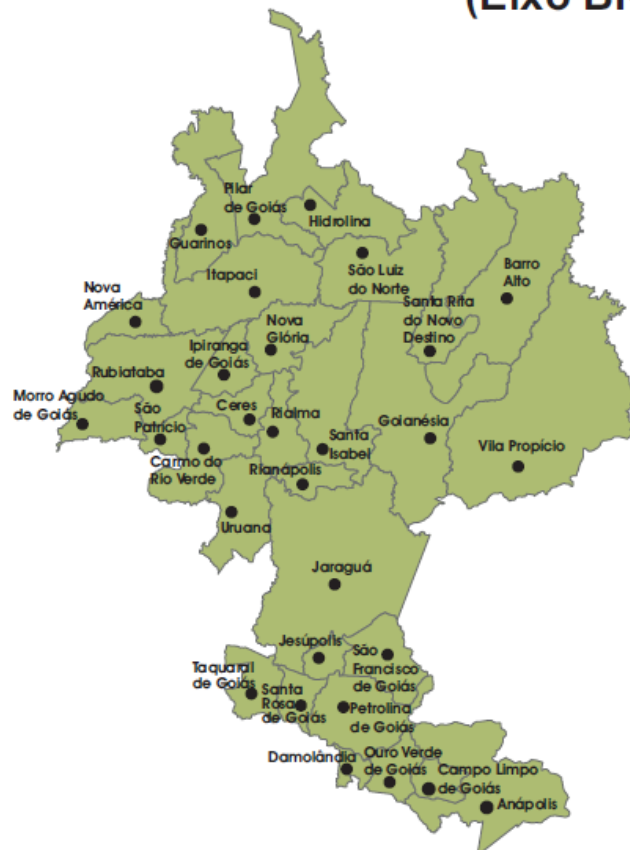 (Eixo
Pilar
de Goiás
Hidrolina
Guarinos
São Luiz
do Norte
Barro
Alto
Itapaci
Nova
América
Santa Rita
do Novo
Destino
Nova
Glória
Ipiranga
de Goiás
Rubiataba
Morro Agudo
de Goiás
São
Patrício
Ceres
Rialma
Goianésia
Santa
Isabel
Vila Propício
Carmo do
Rio Verde
Rianápolis
Uruana
Jaraguá
Jesúpolis
São
Francisco
de Goiás
Taquaral
de Goiás
Santa
Rosa
de Goiás
Petrolina
de Goiás
Damolândia
Ouro Verde
de Goiás
Campo Limpo
de Goiás
Anápolis